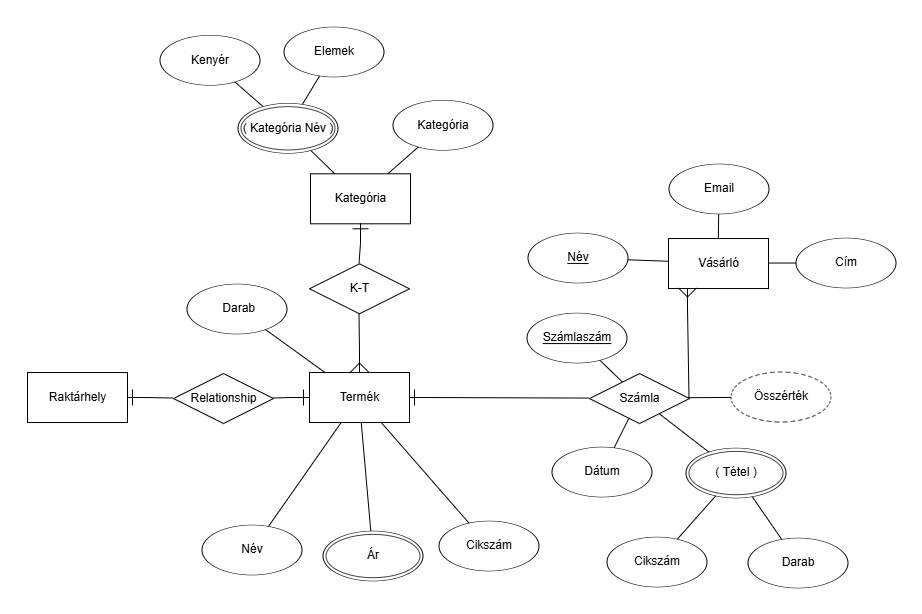 Elemek
Kenyér
( Kategória Név )
Kategória
Kategória
Email
Név
Vásárló
Cím
K-T
Darab
Számlaszám
Raktárhely
Relationship
Termék
Számla
Összérték
Dátum
( Tétel )
Név
Ár
Cikszám
Cikszám
Darab